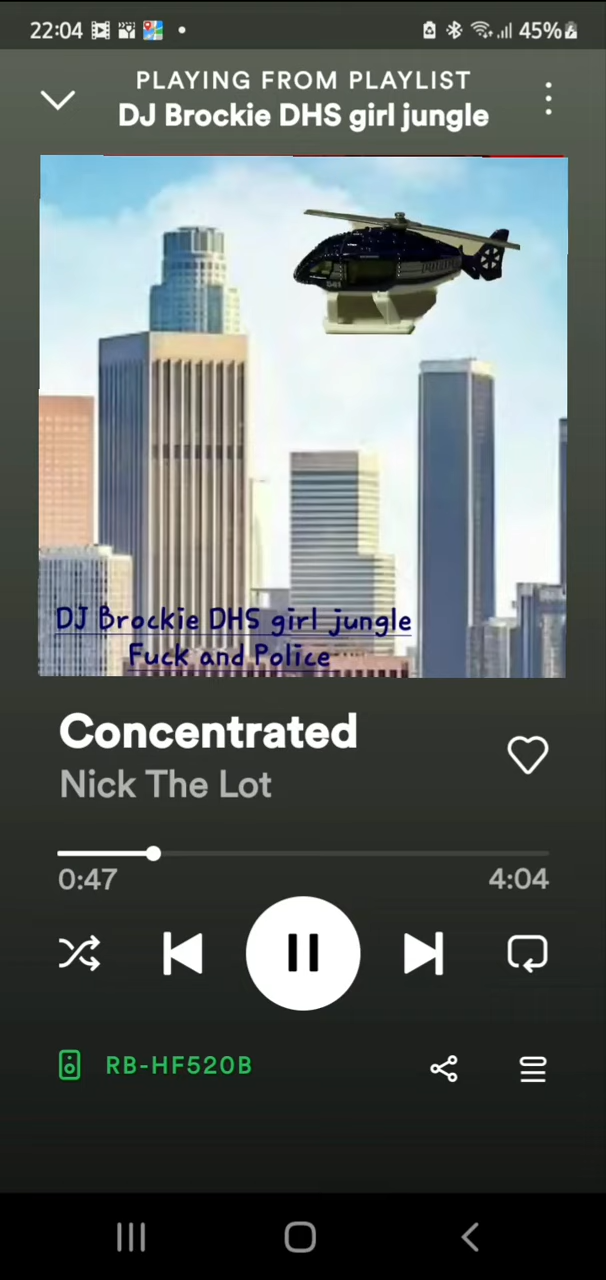 22:04
45%
PLAYING FROM PLAYLIST
DJ Brockie DHS girl jungle
DJ Brockie DHS girl jungle
Fuck and Police
Concentrated
Nick The Lot
0:47
4:04
RB-HF520B